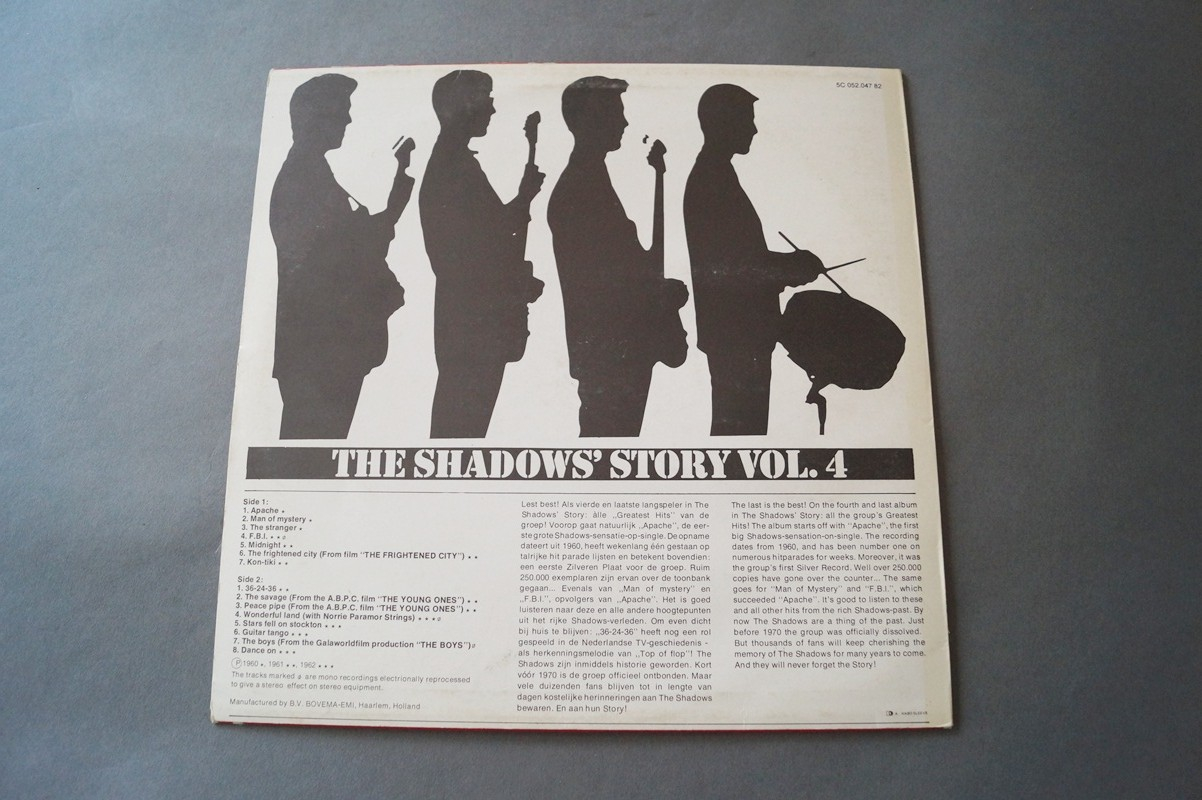 5C 052.047 82
THE SHADOWS' STORY VOL. 4
Side 1:
1. Apache •
2. Man of mystery •
3. The stranger •
4. F.B.I. • • ⌀
5. Midnight • •
6. The frightened city (From film "THE FRIGHTENED CITY") • •
7. Kon-tiki • •
Side 2:
1. 36-24-36 • •
2. The savage (From the A.B.P.C. film "THE YOUNG ONES") • •
3. Peace pipe (From the A.B.P.C. film "THE YOUNG ONES") • •
4. Wonderful land (with Norrie Paramor Strings) • • • ⌀
5. Stars fell on stockton • • •
6. Guitar tango • • •
7. The boys (From the Galaworldfilm production "THE BOYS") ⌀
8. Dance on • • •
Ⓟ 1960 •, 1961 • •, 1962 • • •
The tracks marked ⌀ are mono recordings electrionally reprocessed
to give a stereo effect on stereo equipment.
Manufactured by B.V. BOVEMA-EMI, Haarlem, Holland
Lest best! Als vierde en laatste langspeler in The
Shadows' Story: àlle ,,Greatest Hits'' van de
groep! Voorop gaat natuurlijk ,,Apache'', de eer-
ste grote Shadows-sensatie-op-single. De opname
dateert uit 1960, heeft wekenlang één gestaan op
talrijke hit parade lijsten en betekent bovendien:
een eerste Zilveren Plaat voor de groep. Ruim
250.000 exemplaren zijn ervan over de toonbank
gegaan... Evenals van ,,Man of mystery'' en
,,F.B.I.'', opvolgers van ,,Apache''. Het is goed
luisteren naar deze en alle andere hoogtepunten
uit het rijke Shadows-verleden. Om even dicht
bij huis te blijven: ,,36-24-36'' heeft nog een rol
gespeeld in de Nederlandse TV-geschiedenis -
als herkenningsmelodie van ,,Top of flop''! The
Shadows zijn inmiddels historie geworden. Kort
vóór 1970 is de groep officieel ontbonden. Maar
vele duizenden fans blijven tot in lengte van
dagen kostelijke herinneringen aan The Shadows
bewaren. En aan hun Story!
The last is the best! On the fourth and last album
in The Shadows' Story: all the group's Greatest
Hits! The album starts off with "Apache", the first
big Shadows-sensation-on-single. The recording
dates from 1960, and has been number one on
numerous hitparades for weeks. Moreover, it was
the group's first Silver Record. Well over 250.000
copies have gone over the counter... The same
goes for "Man of Mystery" and "F.B.I.", which
succeeded "Apache". It's good to listen to these
and all other hits from the rich Shadows-past. By
now The Shadows are a thing of the past. Just
before 1970 the group was officially dissolved.
But thousands of fans will keep cherishing the
memory of The Shadows for many years to come.
And they will never forget the Story!